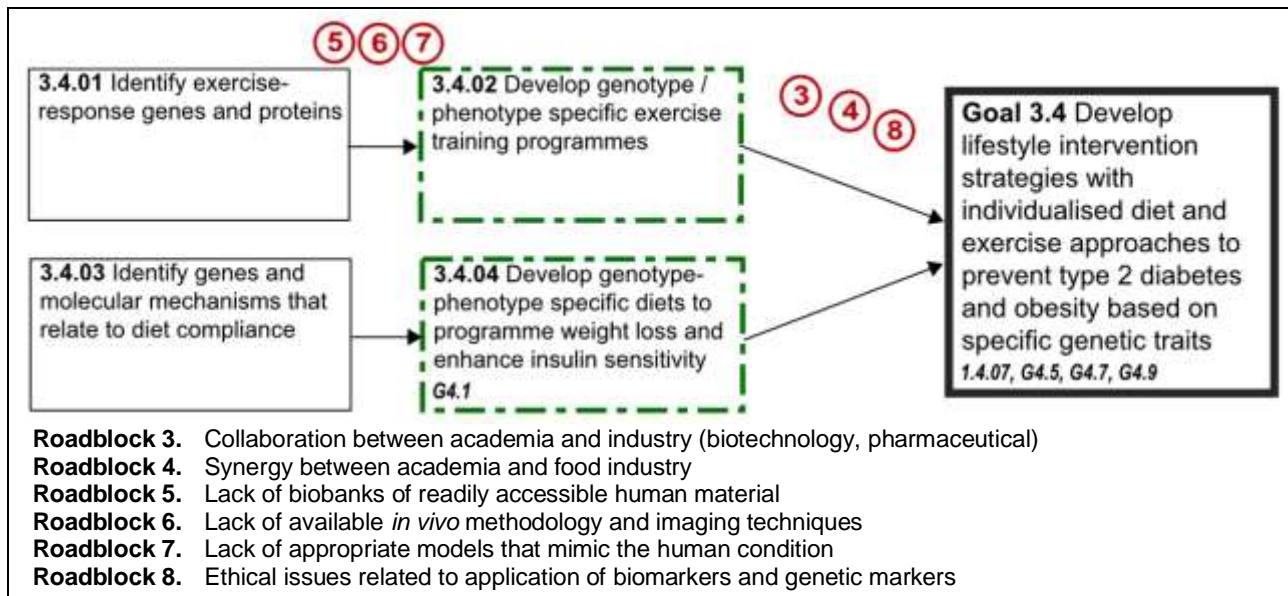 5 6 7
3.4.01 Identify exercise-
response genes and proteins
3.4.02 Develop genotype /
phenotype specific exercise
training programmes
3 4 8
3.4.03 Identify genes and
molecular mechanisms that
relate to diet compliance
3.4.04 Develop genotype-
phenotype specific diets to
programme weight loss and
enhance insulin sensitivity
G4.1
Goal 3.4 Develop
lifestyle intervention
strategies with
individualised diet and
exercise approaches to
prevent type 2 diabetes
and obesity based on
specific genetic traits
1.4.07, G4.5, G4.7, G4.9
Roadblock 3. Collaboration between academia and industry (biotechnology, pharmaceutical)
Roadblock 4. Synergy between academia and food industry
Roadblock 5. Lack of biobanks of readily accessible human material
Roadblock 6. Lack of available in vivo methodology and imaging techniques
Roadblock 7. Lack of appropriate models that mimic the human condition
Roadblock 8. Ethical issues related to application of biomarkers and genetic markers